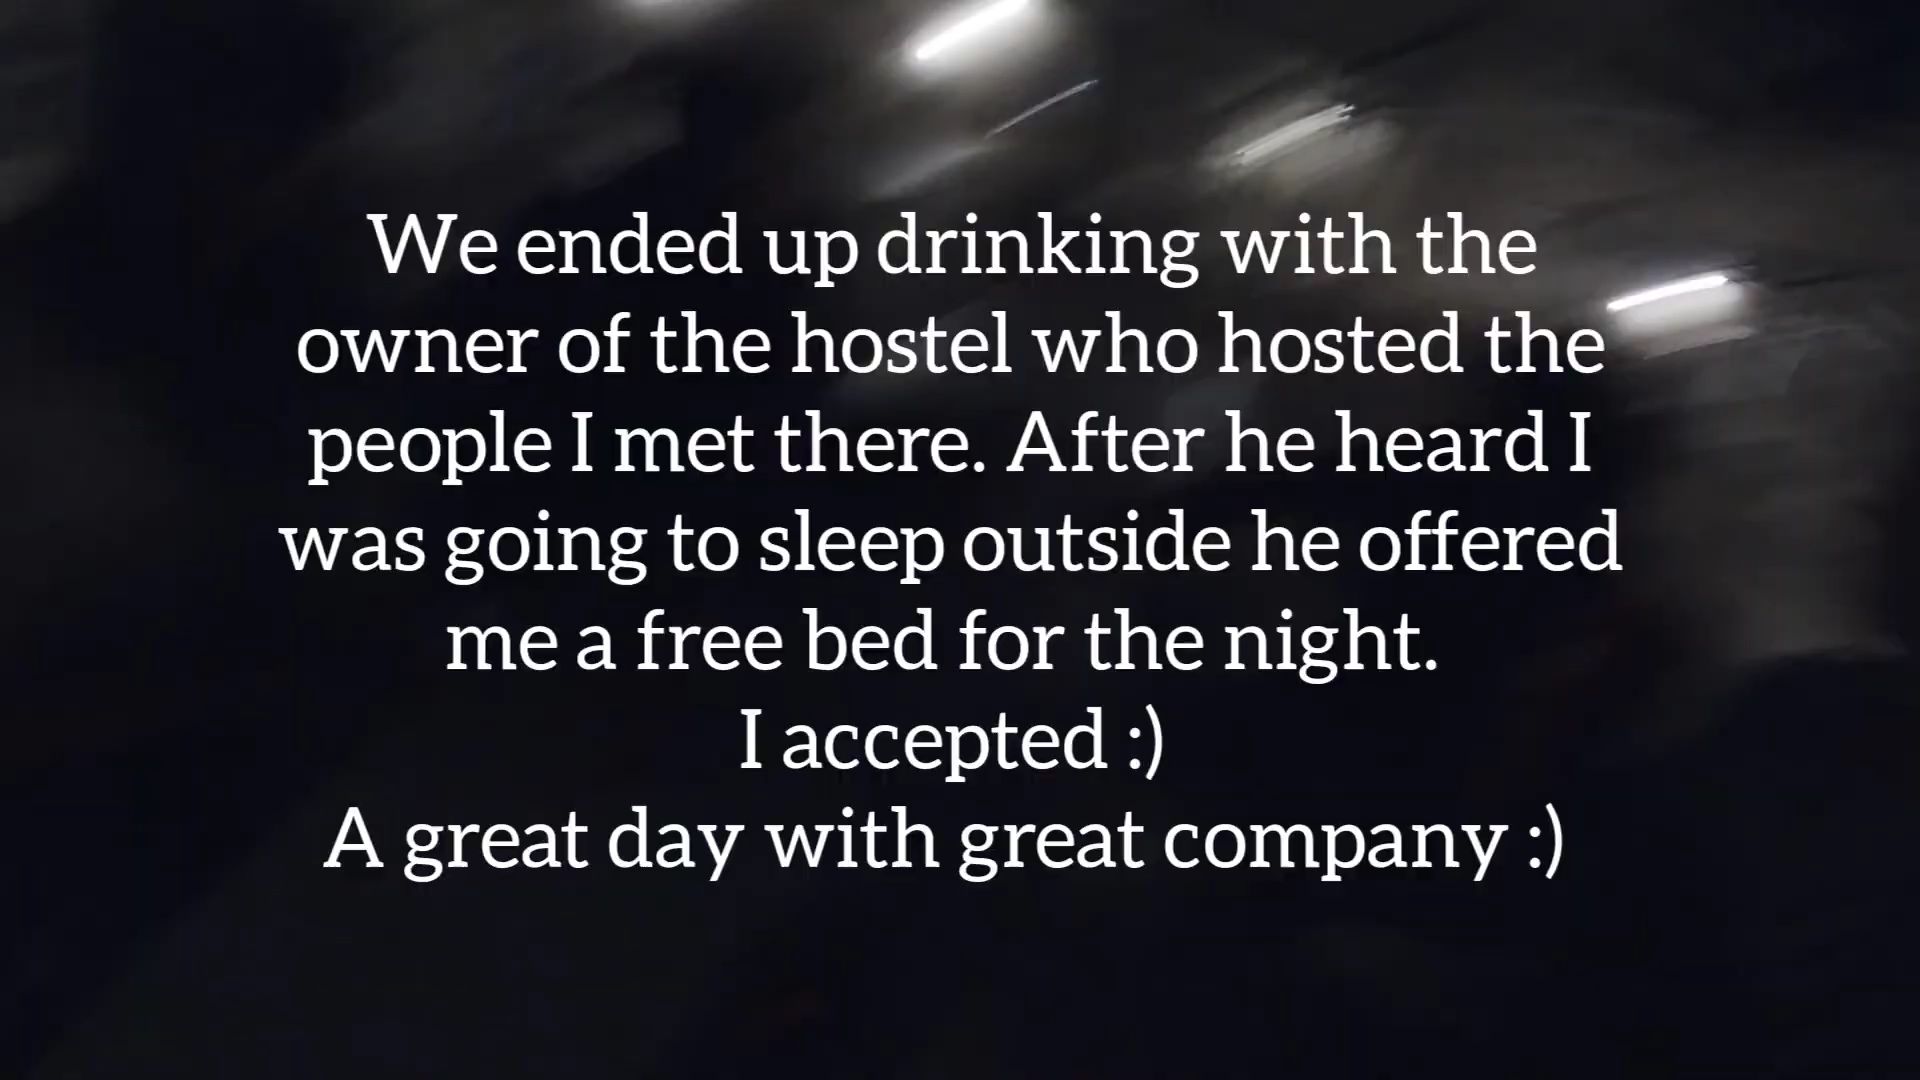 We ended up drinking with the
owner of the hostel who hosted the
people I met there. After he heard I
was going to sleep outside he offered
me a free bed for the night.
I accepted :)
A great day with great company :)